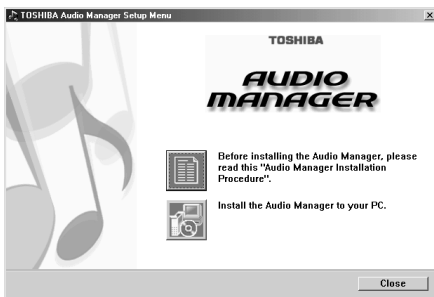 TOSHIBA Audio Manager Setup Menu
TOSHIBA
AUDIO
MANAGER
Before installing the Audio Manager, please
read this "Audio Manager Installation
Procedure".
Install the Audio Manager to your PC.
Close